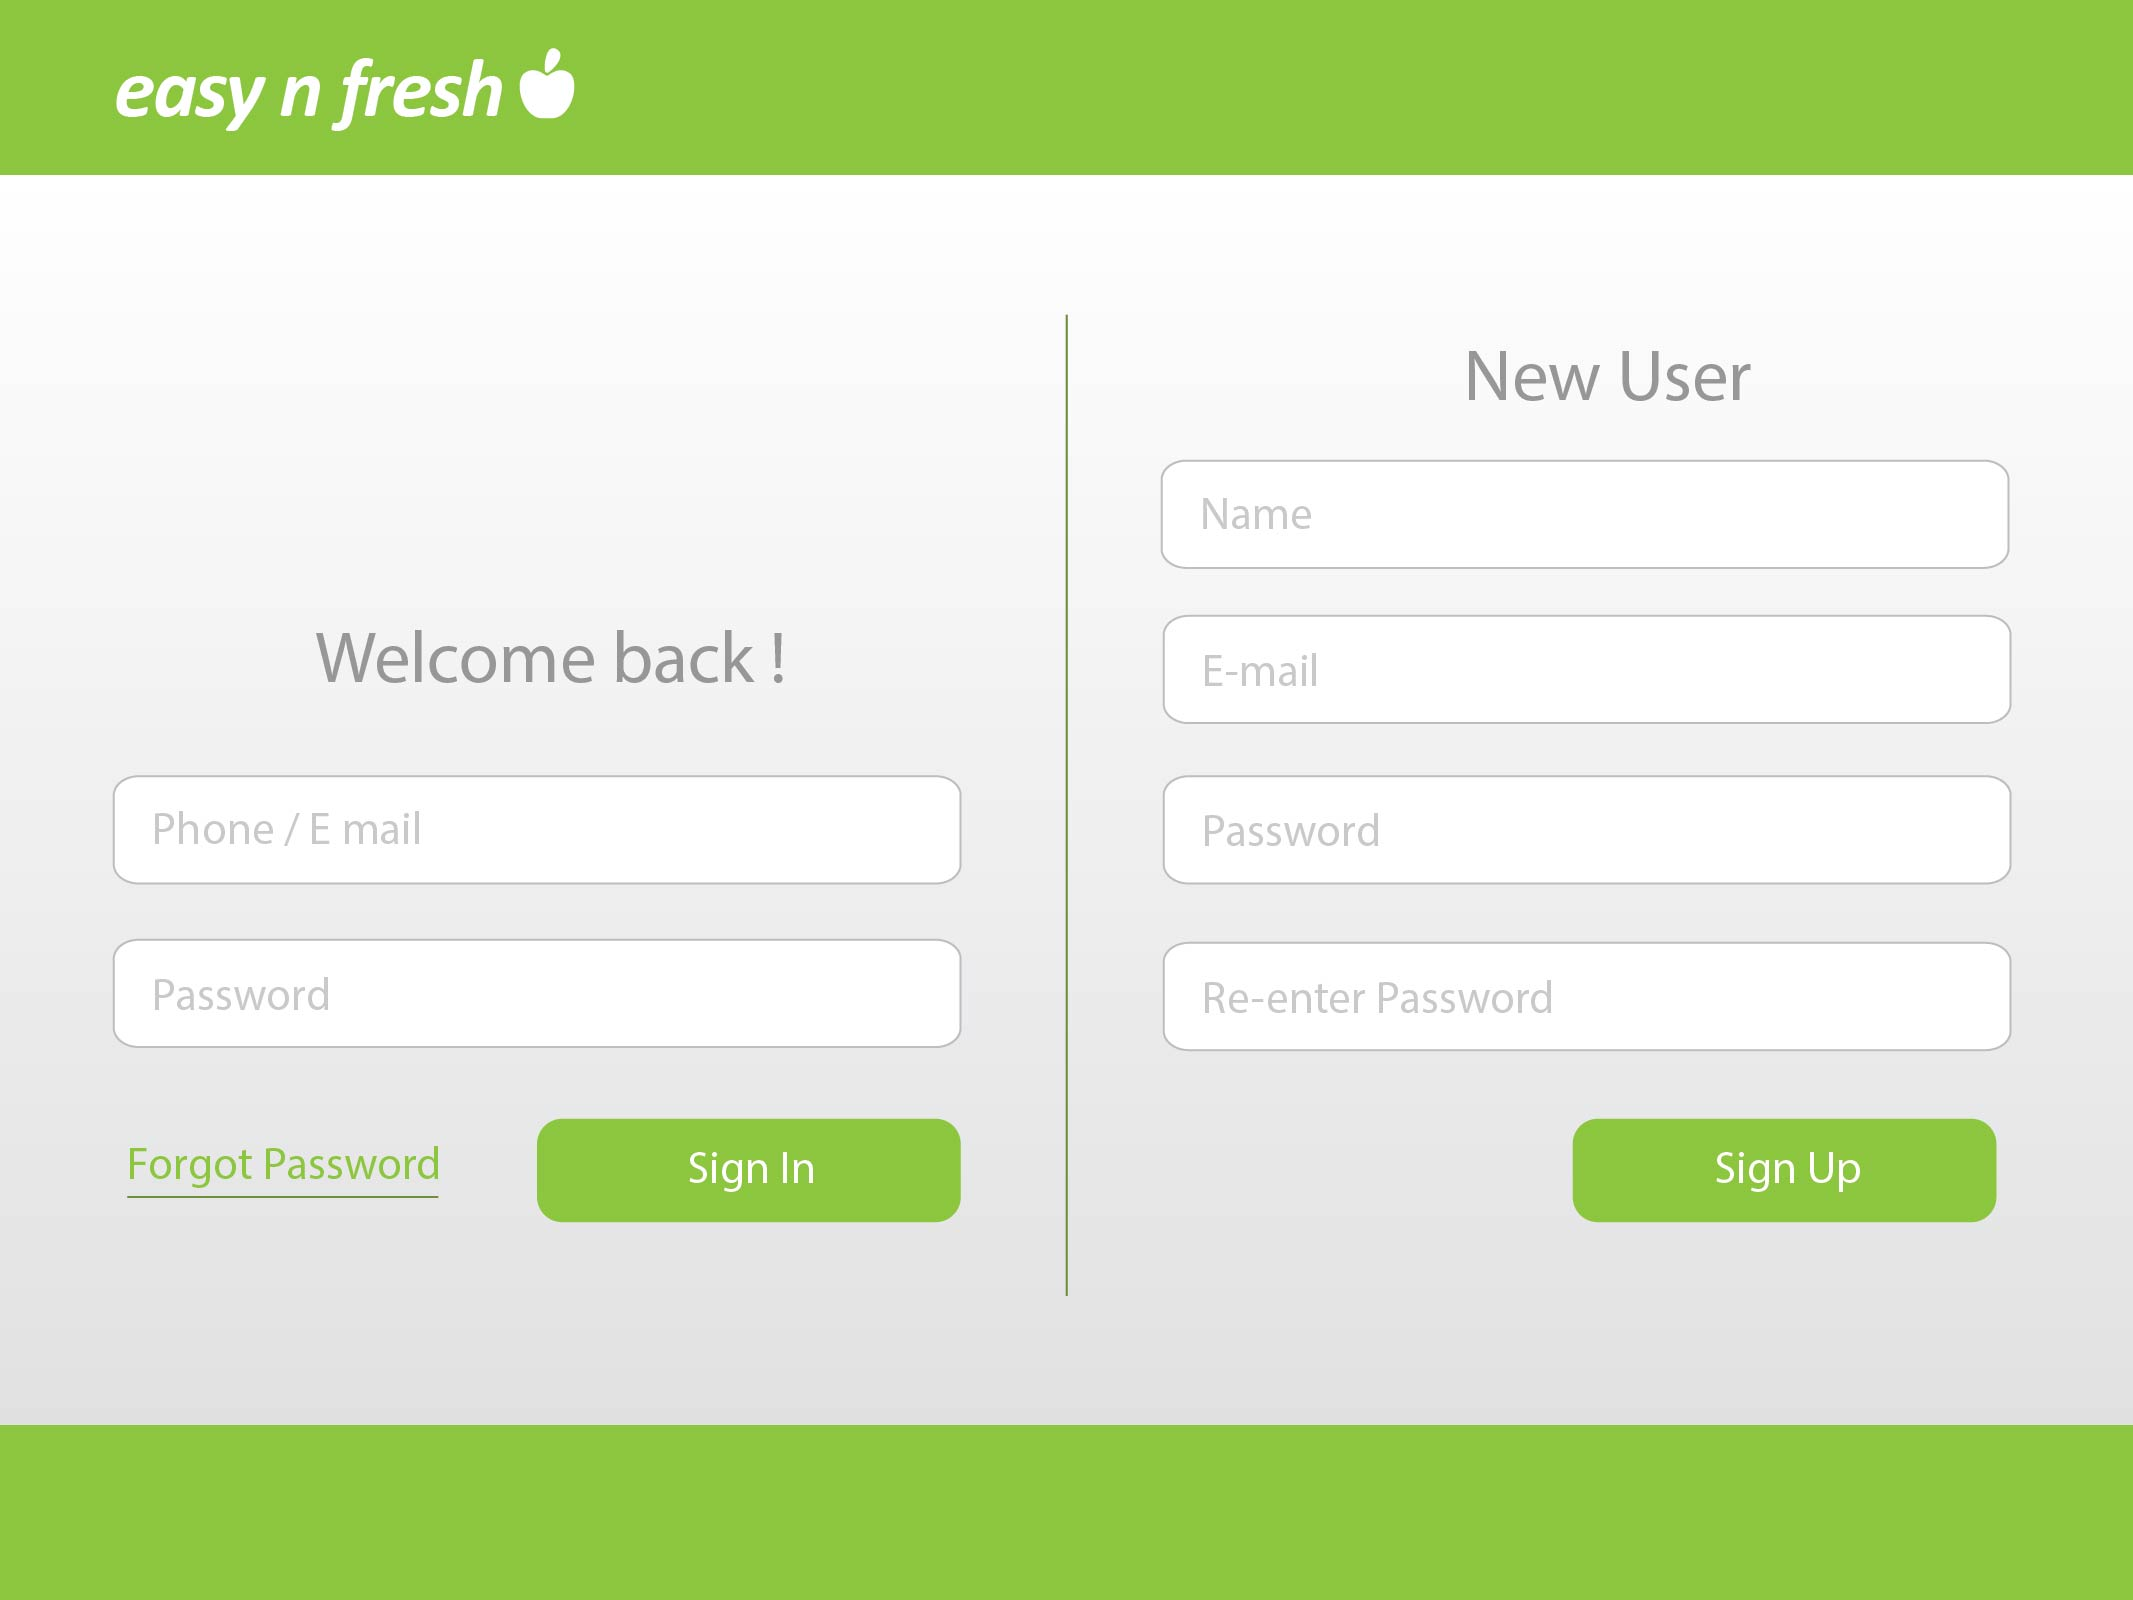 easy n fresh
Welcome back !
Phone / E mail
Password
Forgot Password
Sign In
New User
Name
E-mail
Password
Re-enter Password
Sign Up